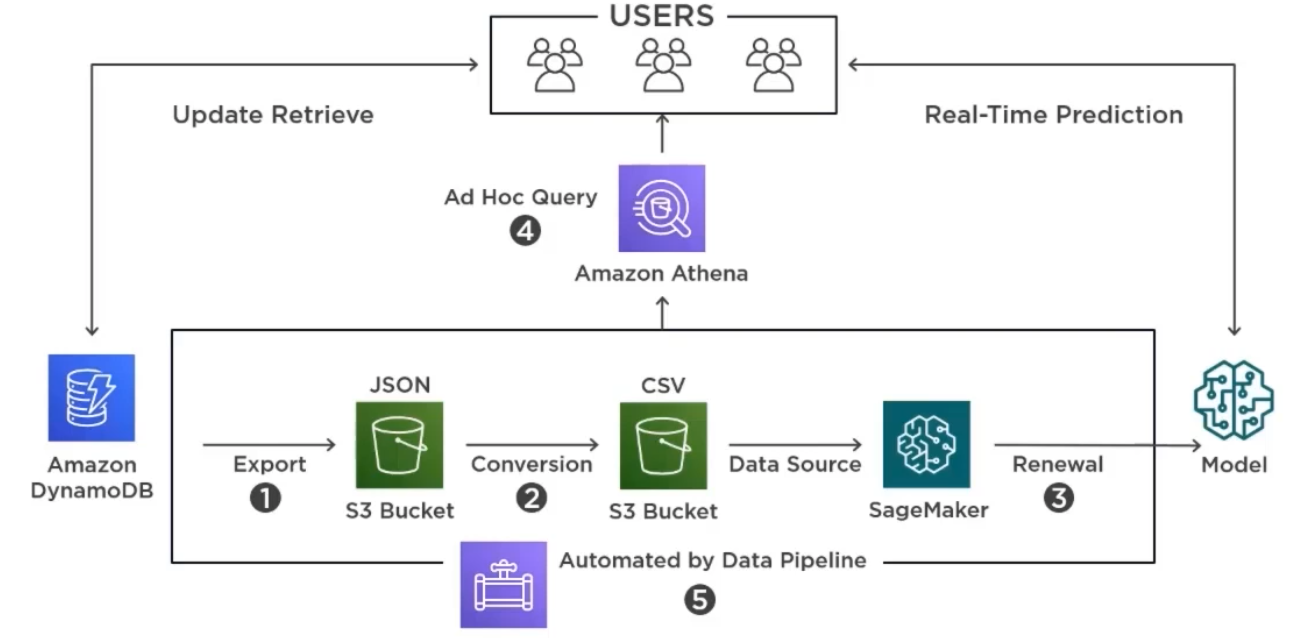 USERS
Update Retrieve
Real-Time Prediction
Ad Hoc Query
4
Amazon Athena
JSON
CSV
Amazon
DynamoDB
Export
1
S3 Bucket
Conversion
2
S3 Bucket
Data Source
SageMaker
Renewal
3
Model
Automated by Data Pipeline
5